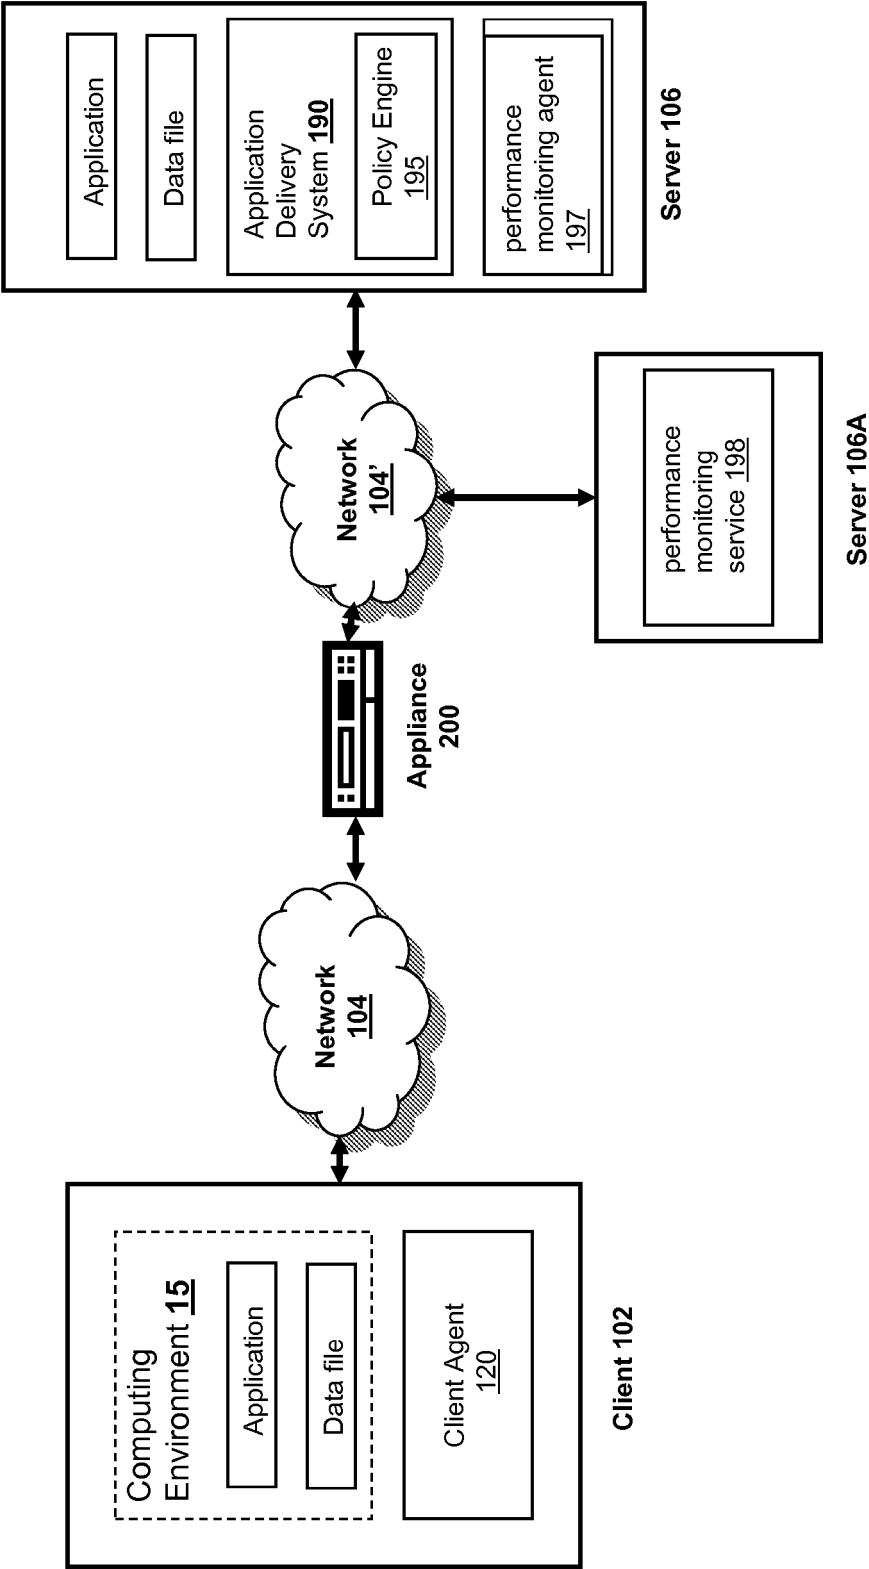 Computing
Environment 15
Application
Data file
Client Agent
120
Client 102
Network
104
Appliance
200
Network
104’
Application
Data file
Application
Delivery
System 190
Policy Engine
195
performance
monitoring agent
197
Server 106
performance
monitoring
service 198
Server 106A